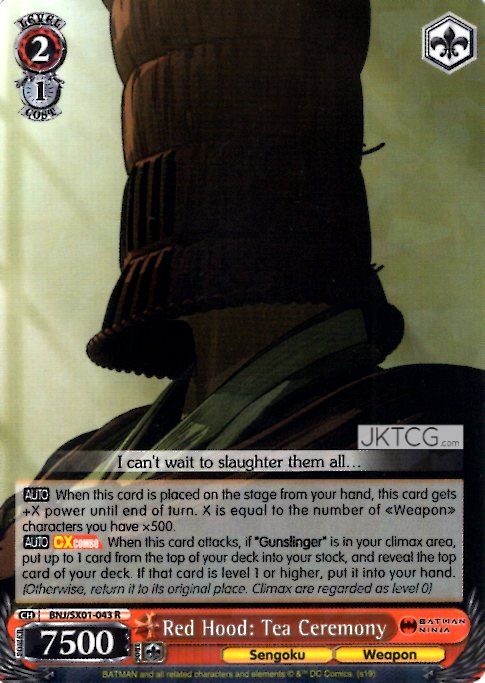 LEVEL
2
1
COST
JKTCG.com
I can't wait to slaughter them all…
AUTO When this card is placed on the stage from your hand, this card gets
+X power until end of turn. X is equal to the number of «Weapon»
characters you have ×500.
AUTO CX COMBO When this card attacks, if "Gunslinger" is in your climax area,
put up to 1 card from the top of your deck into your stock, and reveal the top
card of your deck. If that card is level 1 or higher, put it into your hand.
(Otherwise, return it to its original place. Climax are regarded as level 0)
CH BNJ/SX01-043 R
Red Hood: Tea Ceremony
BATMAN
NINJA
POWER 7500
SOUL
Sengoku Weapon
BATMAN and all related characters and elements © & ™ DC Comics. (s19)